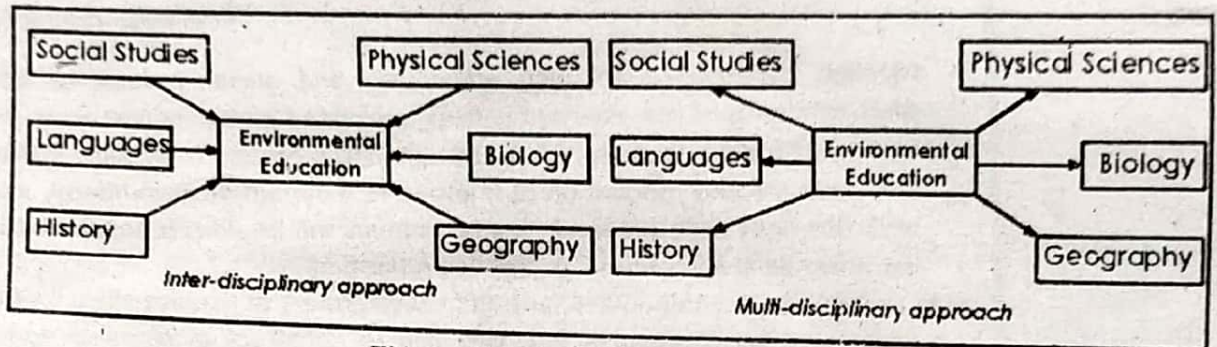 Social Studies
Physical Sciences
Languages
Environmental
Education
Biology
History
Geography
Inter-disciplinary approach
Social Studies
Physical Sciences
Languages
Environmental
Education
Biology
History
Geography
Multi-disciplinary approach